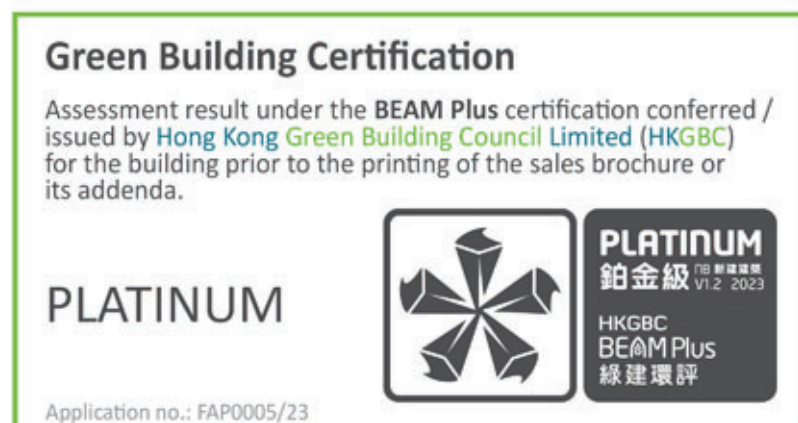 Green Building Certification
Assessment result under the BEAM Plus certification conferred /
issued by Hong Kong Green Building Council Limited (HKGBC)
for the building prior to the printing of the sales brochure or
its addenda.
PLATINUM
PLATINUM
鉑金級 NB 新建建築
V1.2 2023
HKGBC
BEAM Plus
綠建環評
Application no.: FAP0005/23